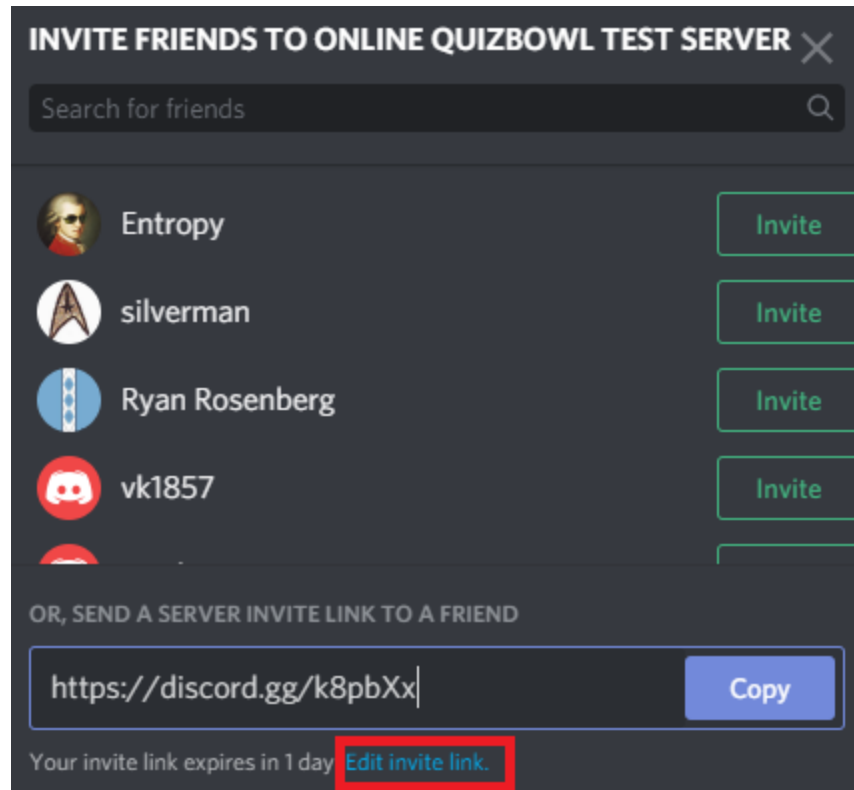 INVITE FRIENDS TO ONLINE QUIZBOWL TEST SERVER
Search for friends
Entropy Invite
silverman Invite
Ryan Rosenberg Invite
vk1857 Invite
OR, SEND A SERVER INVITE LINK TO A FRIEND
https://discord.gg/k8pbXx Copy
Your invite link expires in 1 day Edit invite link.